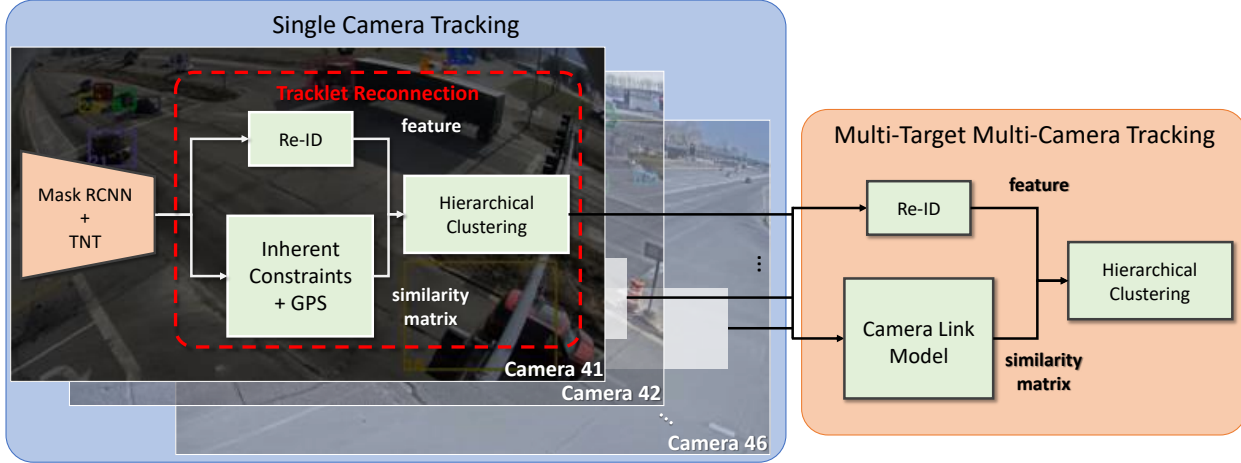 Single Camera Tracking
Tracklet Reconnection
Re-ID
feature
Mask RCNN
+
TNT
Inherent
Constraints
+ GPS
Hierarchical
Clustering
similarity
matrix
Camera 41
Camera 42
...
Camera 46
...
Multi-Target Multi-Camera Tracking
Re-ID
feature
Camera Link
Model
similarity
matrix
Hierarchical
Clustering